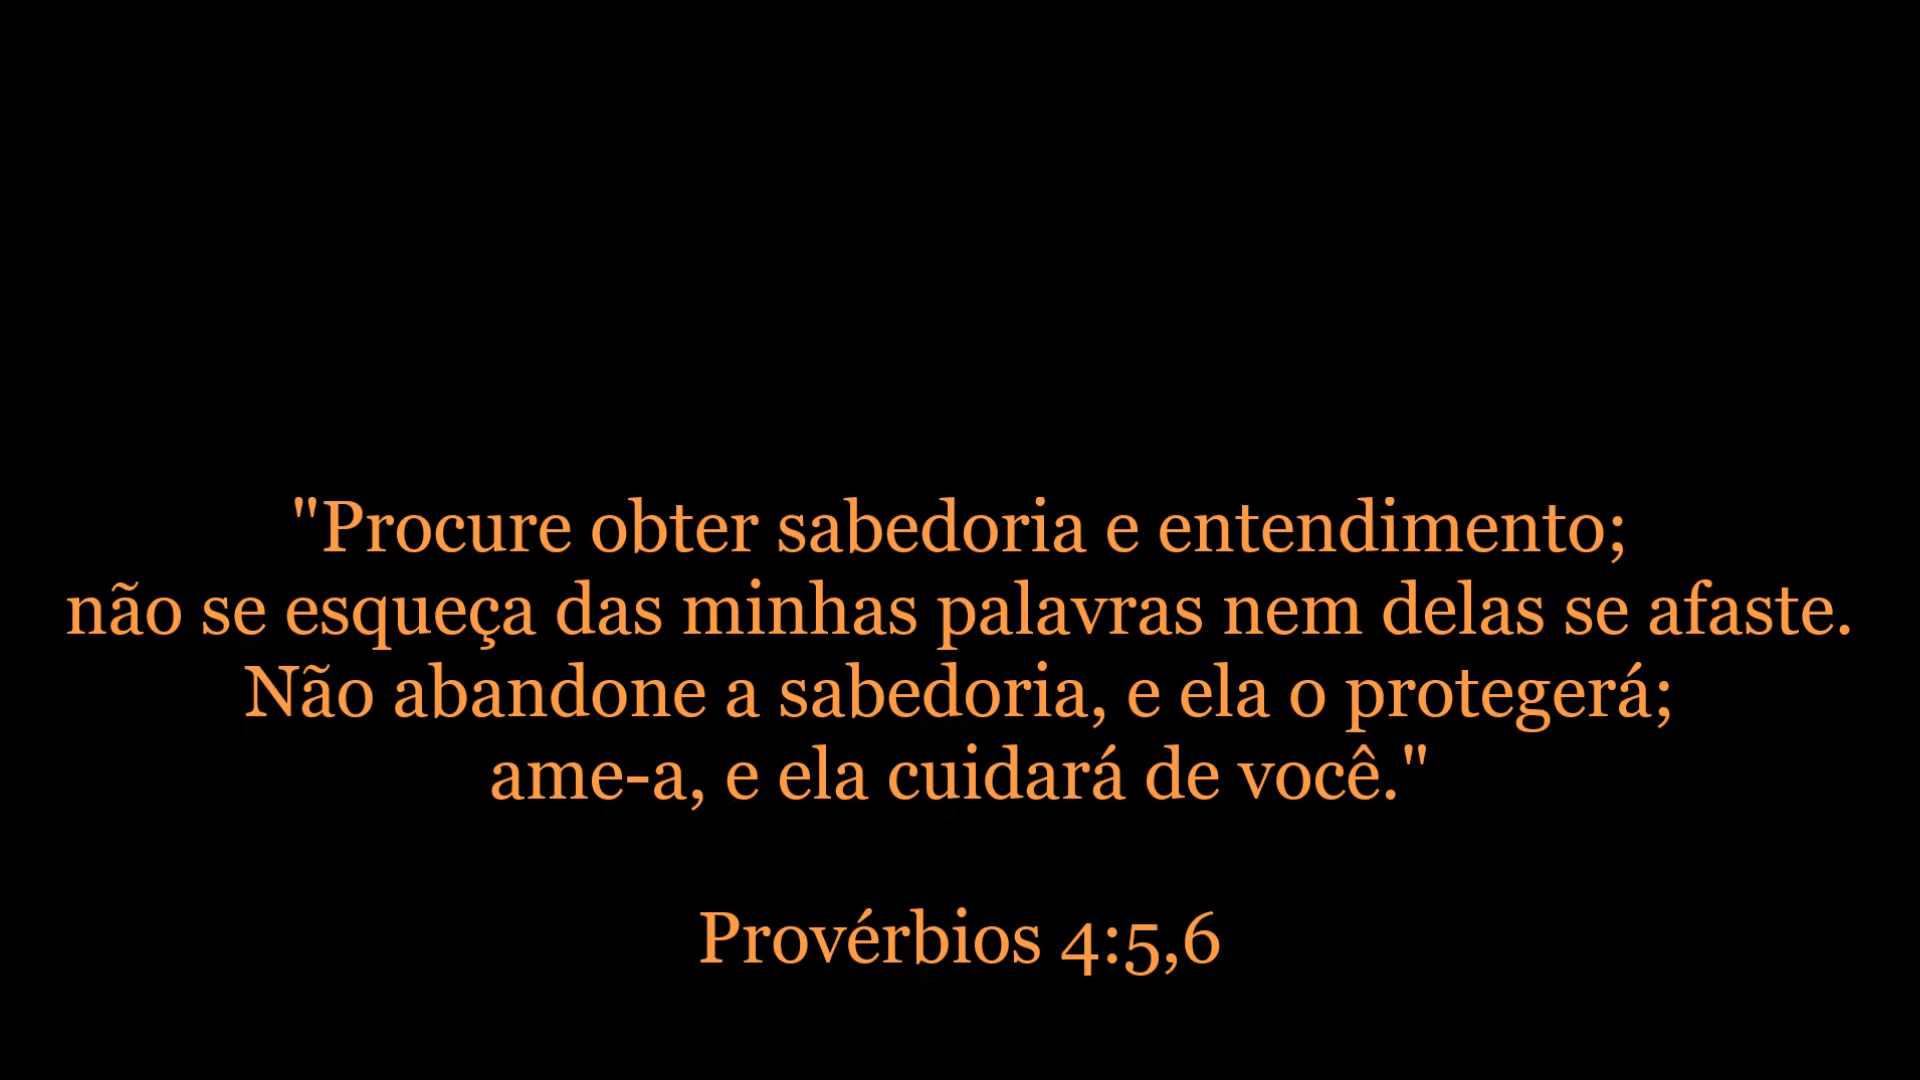 "Procure obter sabedoria e entendimento;
não se esqueça das minhas palavras nem delas se afaste.
Não abandone a sabedoria, e ela o protegerá;
ame-a, e ela cuidará de você."
Provérbios 4:5,6